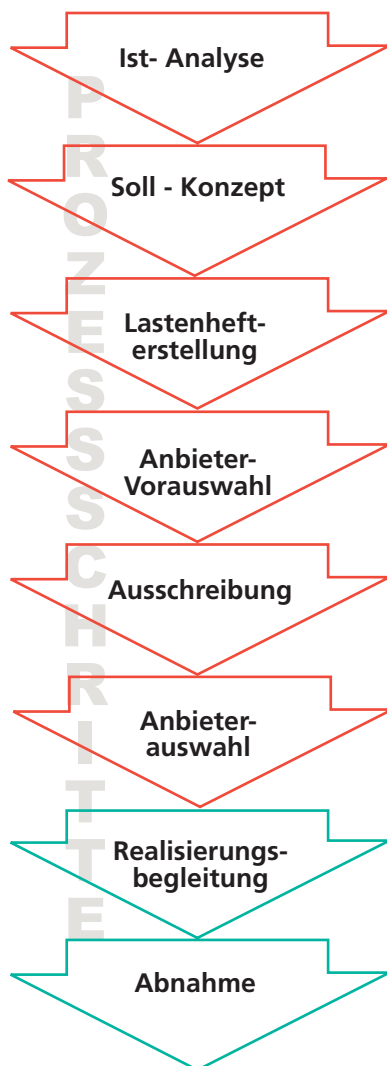 PROZESSSCHRITTE
Ist- Analyse
Soll - Konzept
Lastenheft-
erstellung
Anbieter-
Vorauswahl
Ausschreibung
Anbieter-
auswahl
Realisierungs-
begleitung
Abnahme